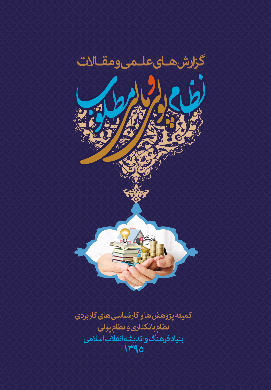 گزارش‌های علمی و مقالات
نظام پولی و مالی مطلوب
کمیته پژوهش‌ها و کارشناسی‌های کاربردی
نظام بانکداری و نظام پولی
بنیاد فرهنگ و اندیشه انقلاب اسلامی
۱۳۹۵